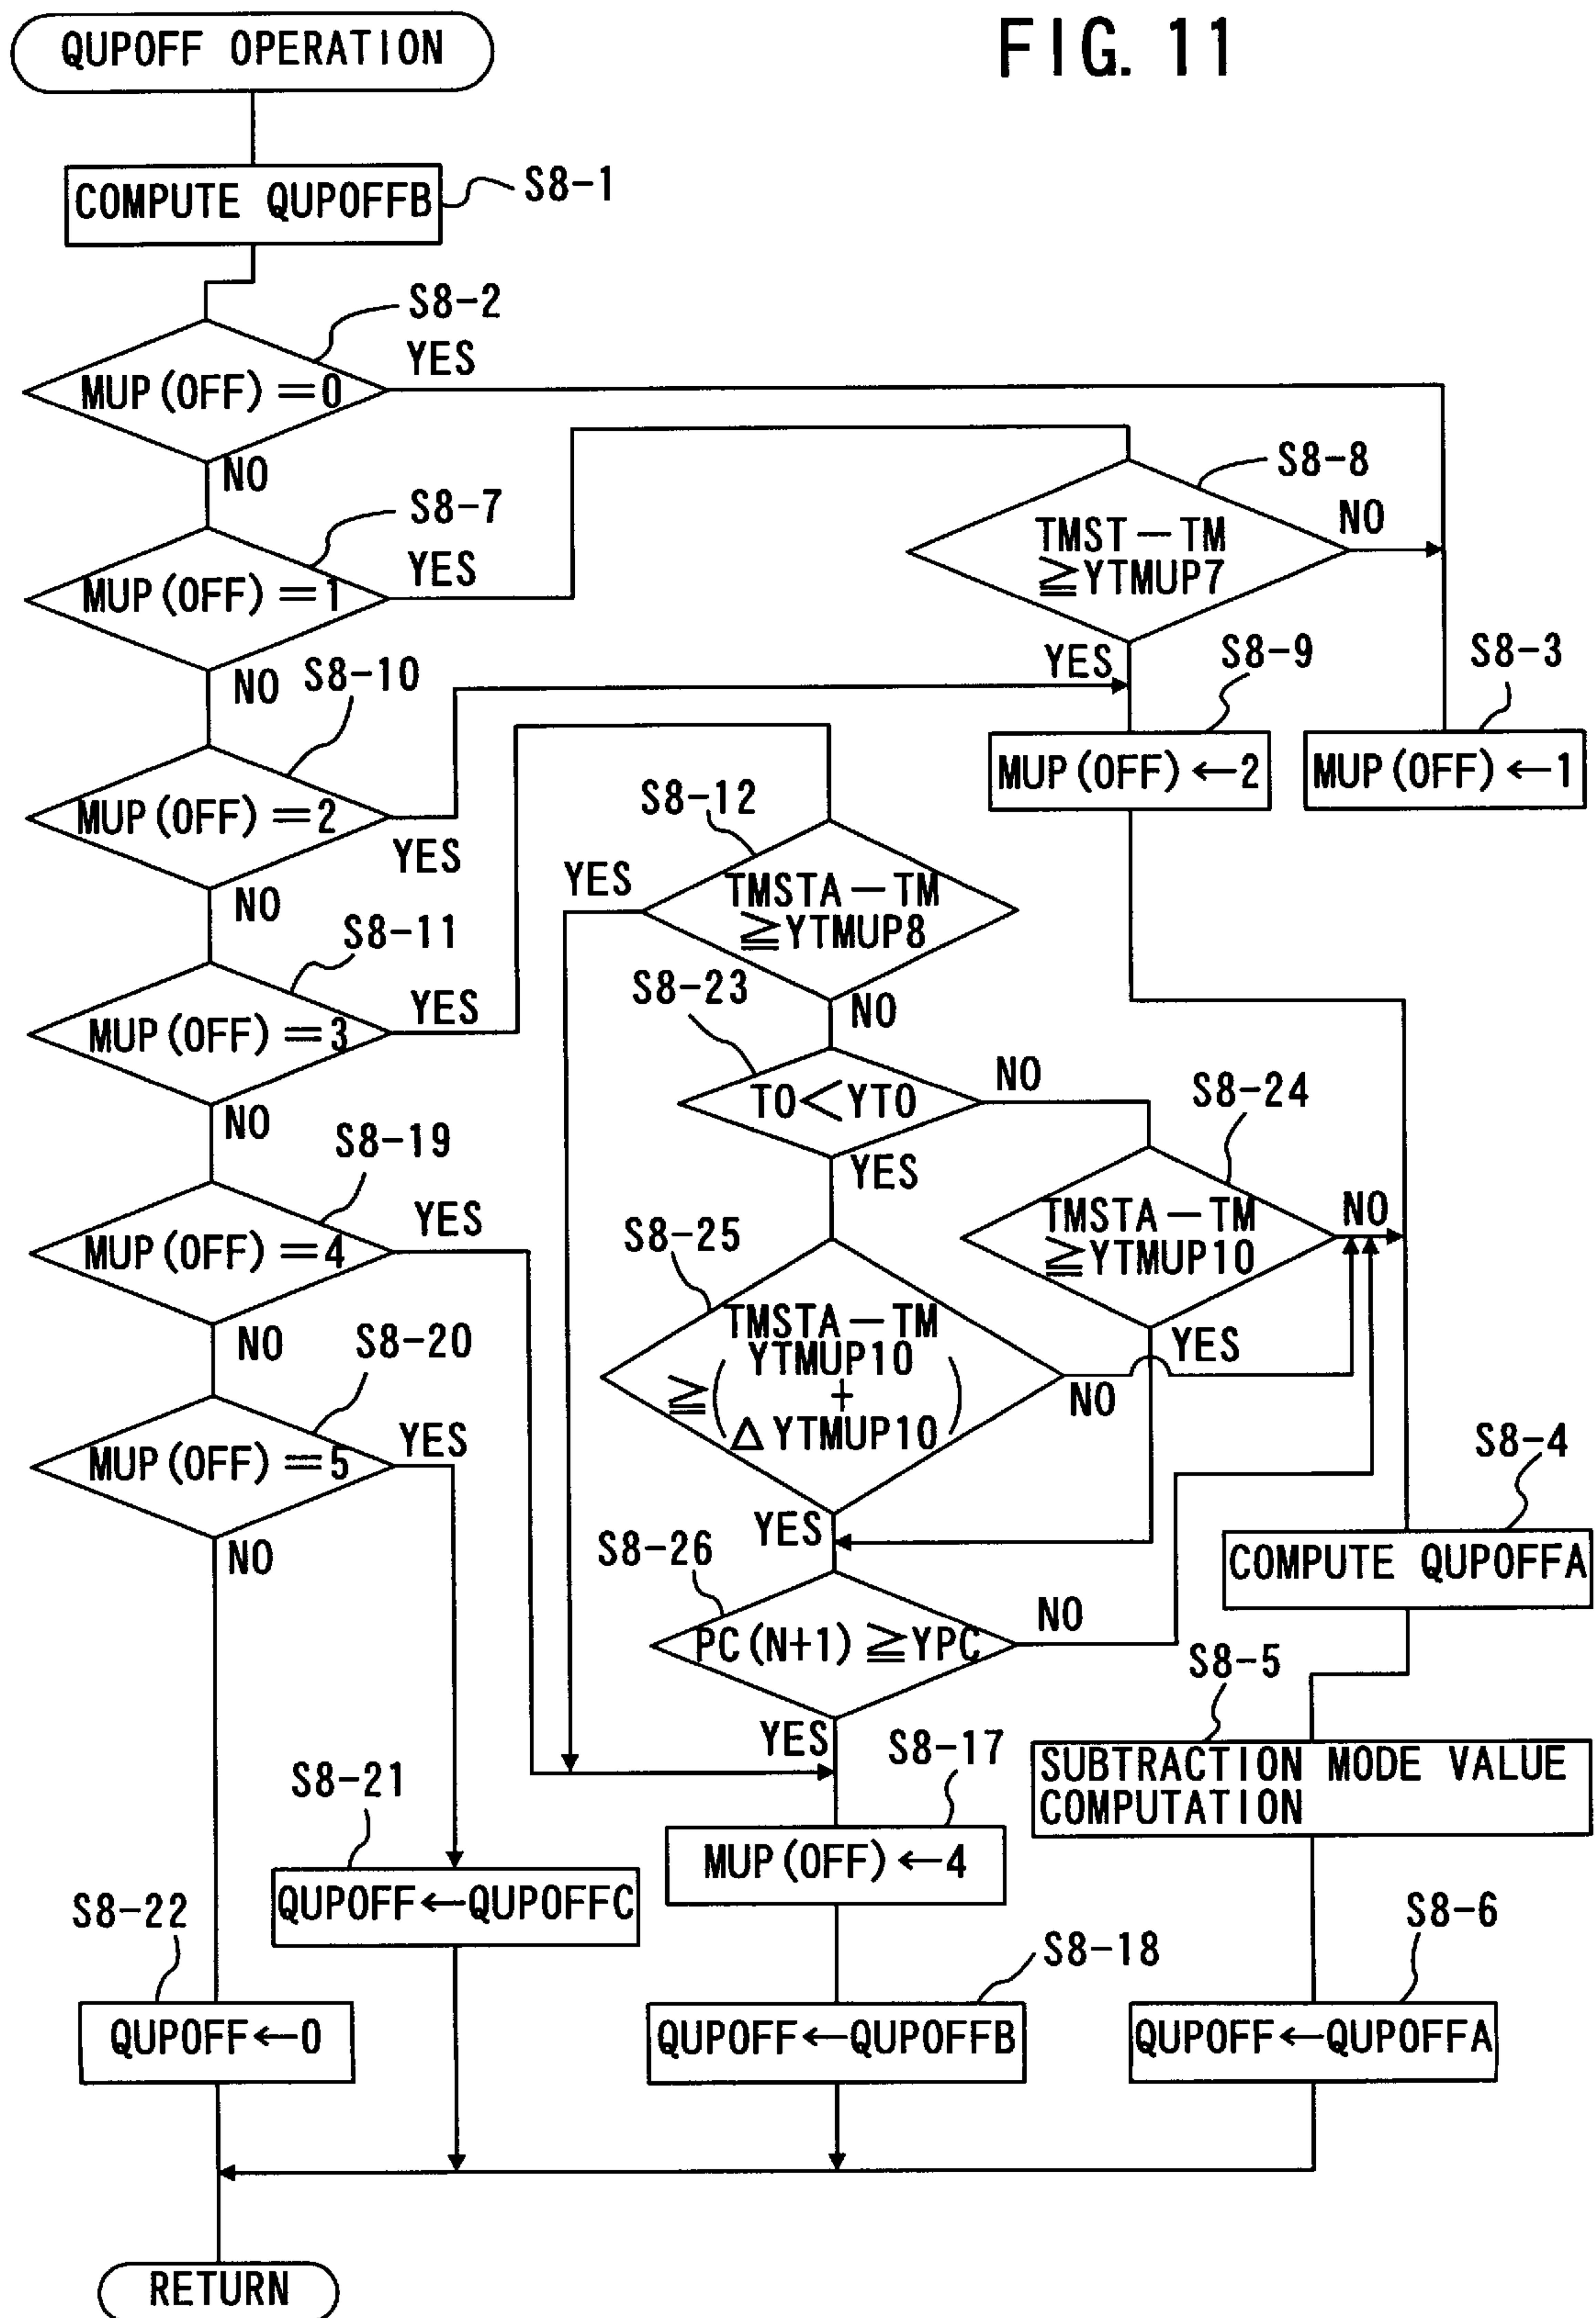 FIG. 11
QUPOFF OPERATION
COMPUTE QUPOFFB
S8-1
S8-2
MUP(OFF)=0
YES
NO
S8-7
MUP(OFF)=1
YES
NO
S8-8
TMST-TM
≧YTMUP7
NO
YES
S8-9
MUP(OFF)←2
S8-3
MUP(OFF)←1
S8-10
MUP(OFF)=2
YES
NO
S8-11
MUP(OFF)=3
YES
NO
S8-12
TMSTA-TM
≧YTMUP8
YES
NO
S8-23
TO<YTO
NO
YES
S8-24
TMSTA-TM
≧YTMUP10
NO
YES
S8-19
MUP(OFF)=4
YES
NO
S8-25
TMSTA-TM
≧(YTMUP10
+
ΔYTMUP10)
NO
YES
S8-20
MUP(OFF)=5
YES
NO
S8-26
PC(N+1)≧YPC
NO
YES
S8-4
COMPUTE QUPOFFA
S8-5
SUBTRACTION MODE VALUE
COMPUTATION
S8-17
MUP(OFF)←4
S8-21
QUPOFF←QUPOFFC
S8-22
QUPOFF←0
S8-18
QUPOFF←QUPOFFB
S8-6
QUPOFF←QUPOFFA
RETURN